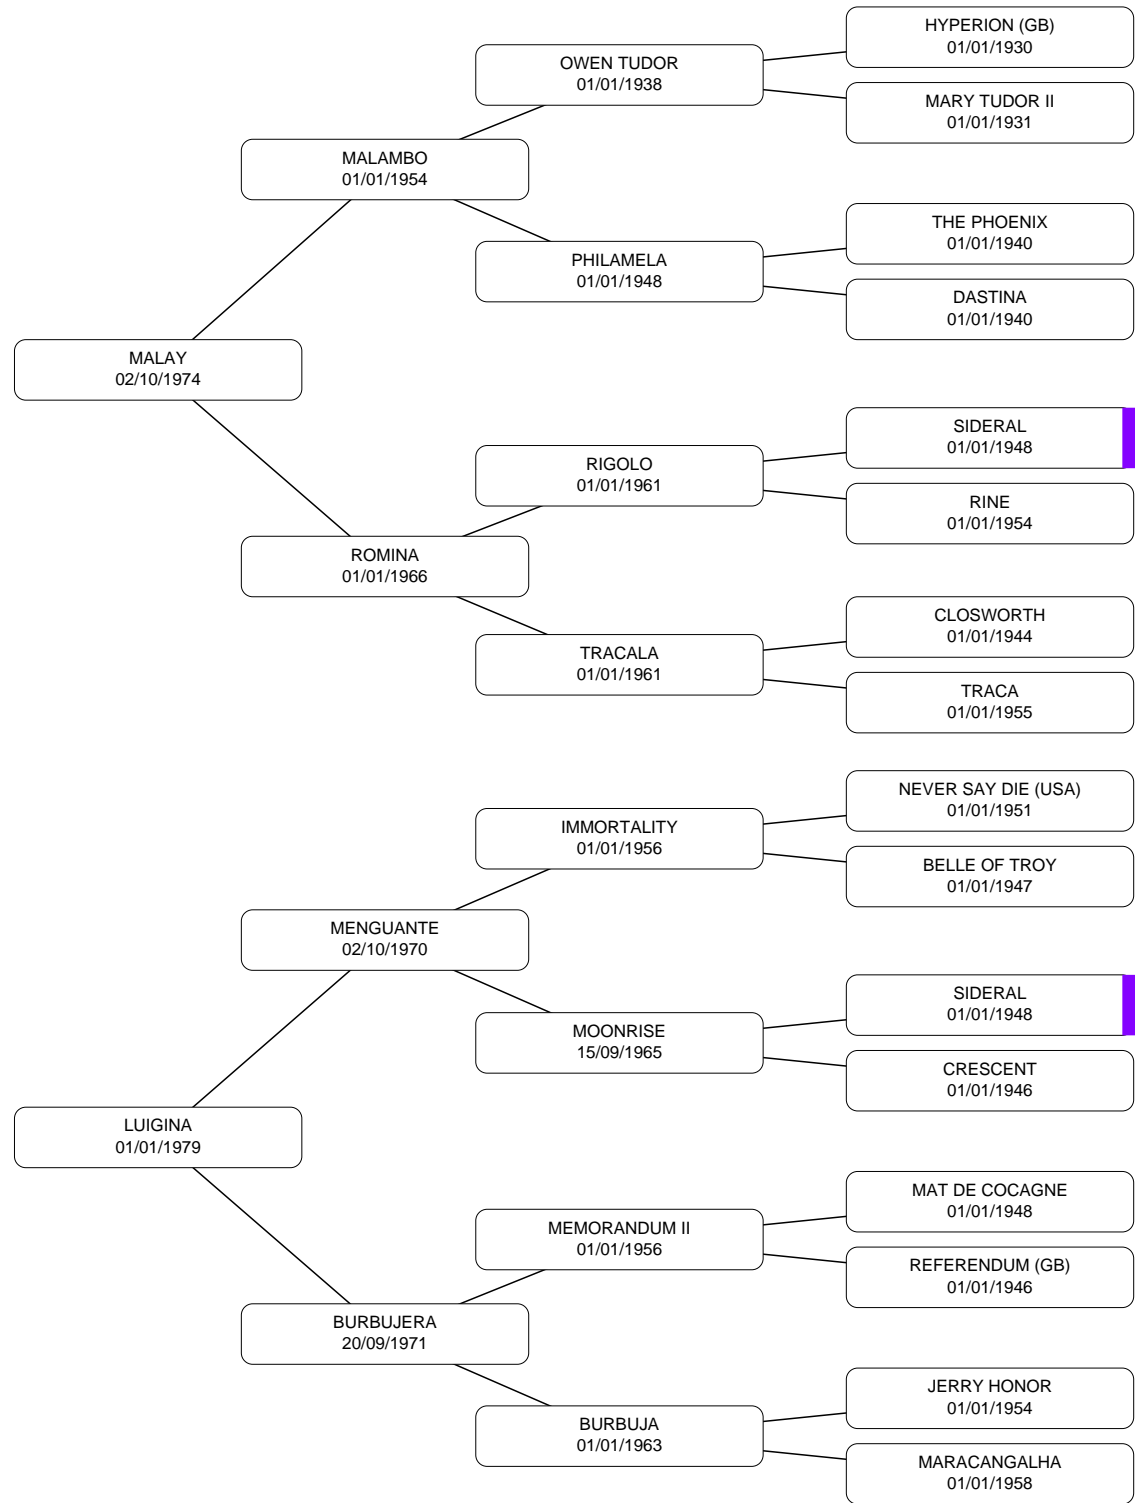 HYPERION (GB)
01/01/1930
OWEN TUDOR
01/01/1938
MARY TUDOR II
01/01/1931
MALAMBO
01/01/1954
THE PHOENIX
01/01/1940
PHILAMELA
01/01/1948
DASTINA
01/01/1940
MALAY
02/10/1974
SIDERAL
01/01/1948
RIGOLO
01/01/1961
RINE
01/01/1954
ROMINA
01/01/1966
CLOSWORTH
01/01/1944
TRACALA
01/01/1961
TRACA
01/01/1955
NEVER SAY DIE (USA)
01/01/1951
IMMORTALITY
01/01/1956
BELLE OF TROY
01/01/1947
MENGUANTE
02/10/1970
SIDERAL
01/01/1948
MOONRISE
15/09/1965
CRESCENT
01/01/1946
LUIGINA
01/01/1979
MAT DE COCAGNE
01/01/1948
MEMORANDUM II
01/01/1956
REFERENDUM (GB)
01/01/1946
BURBUJERA
20/09/1971
JERRY HONOR
01/01/1954
BURBUJA
01/01/1963
MARACANGALHA
01/01/1958